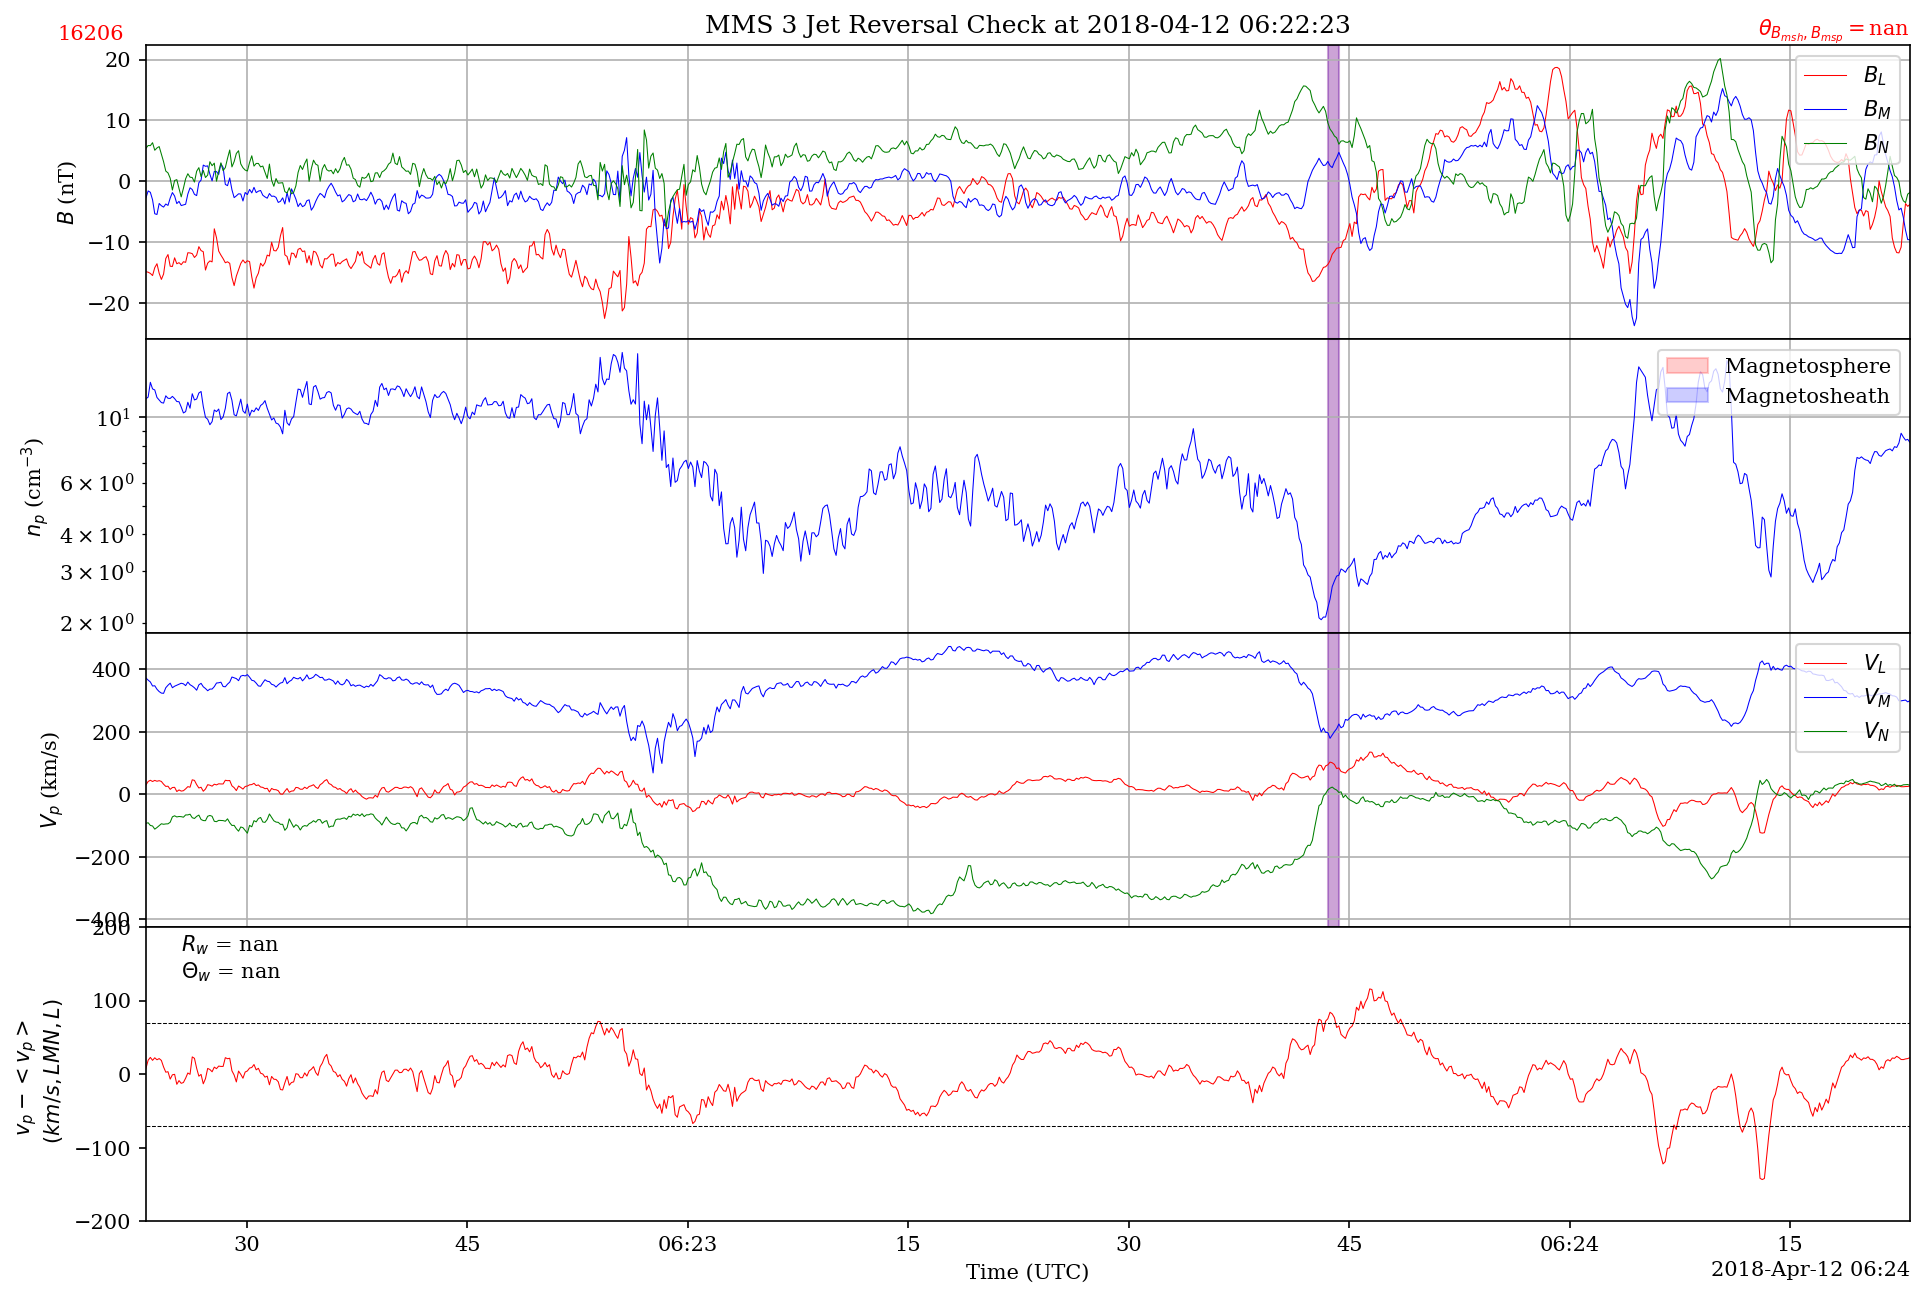 MMS 3 Jet Reversal Check at 2018-04-12 06:22:23
16206
θ_{B_{msh}, B_{msp}} = nan
20
10
0
−10
−20
B (nT)
B_L
B_M
B_N
10^1
6 × 10^0
4 × 10^0
3 × 10^0
2 × 10^0
n_p (cm^{−3})
Magnetosphere
Magnetosheath
400
200
0
−200
−400
V_p (km/s)
V_L
V_M
V_N
200
100
0
−100
−200
v_p − < v_p >
(km/s, LMN, L)
R_w = nan
Θ_w = nan
30
45
06:23
15
30
45
06:24
15
Time (UTC)
2018-Apr-12 06:24